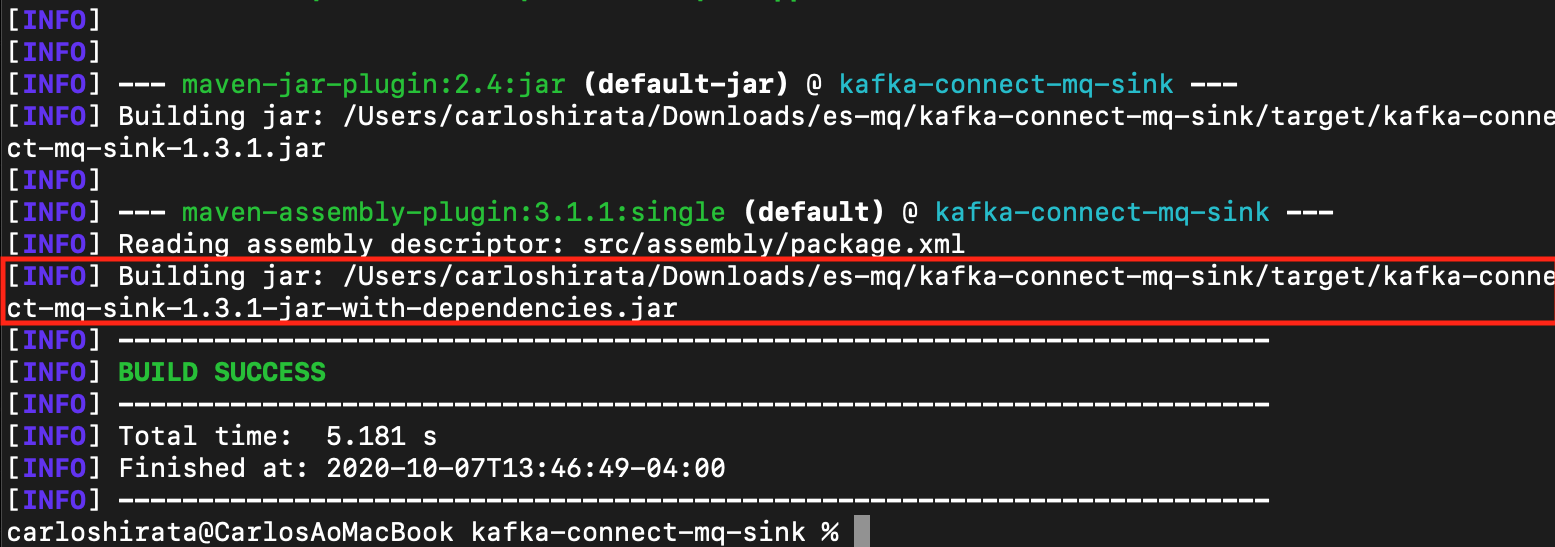 [INFO]
[INFO]
[INFO] --- maven-jar-plugin:2.4:jar (default-jar) @ kafka-connect-mq-sink ---
[INFO] Building jar: /Users/carloshirata/Downloads/es-mq/kafka-connect-mq-sink/target/kafka-conne
ct-mq-sink-1.3.1.jar
[INFO]
[INFO] --- maven-assembly-plugin:3.1.1:single (default) @ kafka-connect-mq-sink ---
[INFO] Reading assembly descriptor: src/assembly/package.xml
[INFO] Building jar: /Users/carloshirata/Downloads/es-mq/kafka-connect-mq-sink/target/kafka-conne
ct-mq-sink-1.3.1-jar-with-dependencies.jar
[INFO] ------------------------------------------------------------------------
[INFO] BUILD SUCCESS
[INFO] ------------------------------------------------------------------------
[INFO] Total time:  5.181 s
[INFO] Finished at: 2020-10-07T13:46:49-04:00
[INFO] ------------------------------------------------------------------------
carloshirata@CarlosAoMacBook kafka-connect-mq-sink %